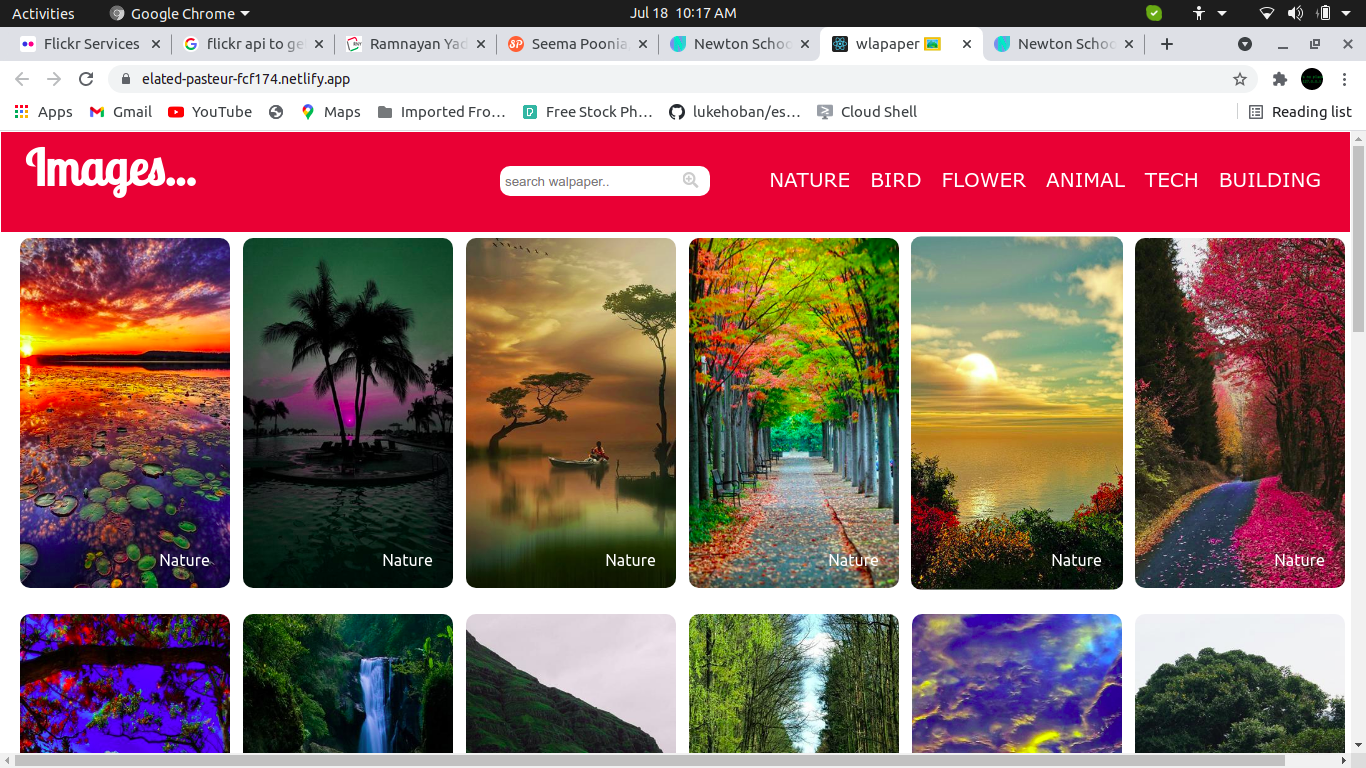 Activities Google Chrome Jul 18 10:17 AM
Flickr Services flickr api to ge Ramnayan Yad Seema Poonia Newton Schoo wlapaper Newton Schoo
elated-pasteur-fcf174.netlify.app
Apps Gmail YouTube Maps Imported Fro… Free Stock Ph… lukehoban/es… Cloud Shell Reading list
Images...
search walpaper..
NATURE BIRD FLOWER ANIMAL TECH BUILDING
Nature Nature Nature Nature Nature Nature